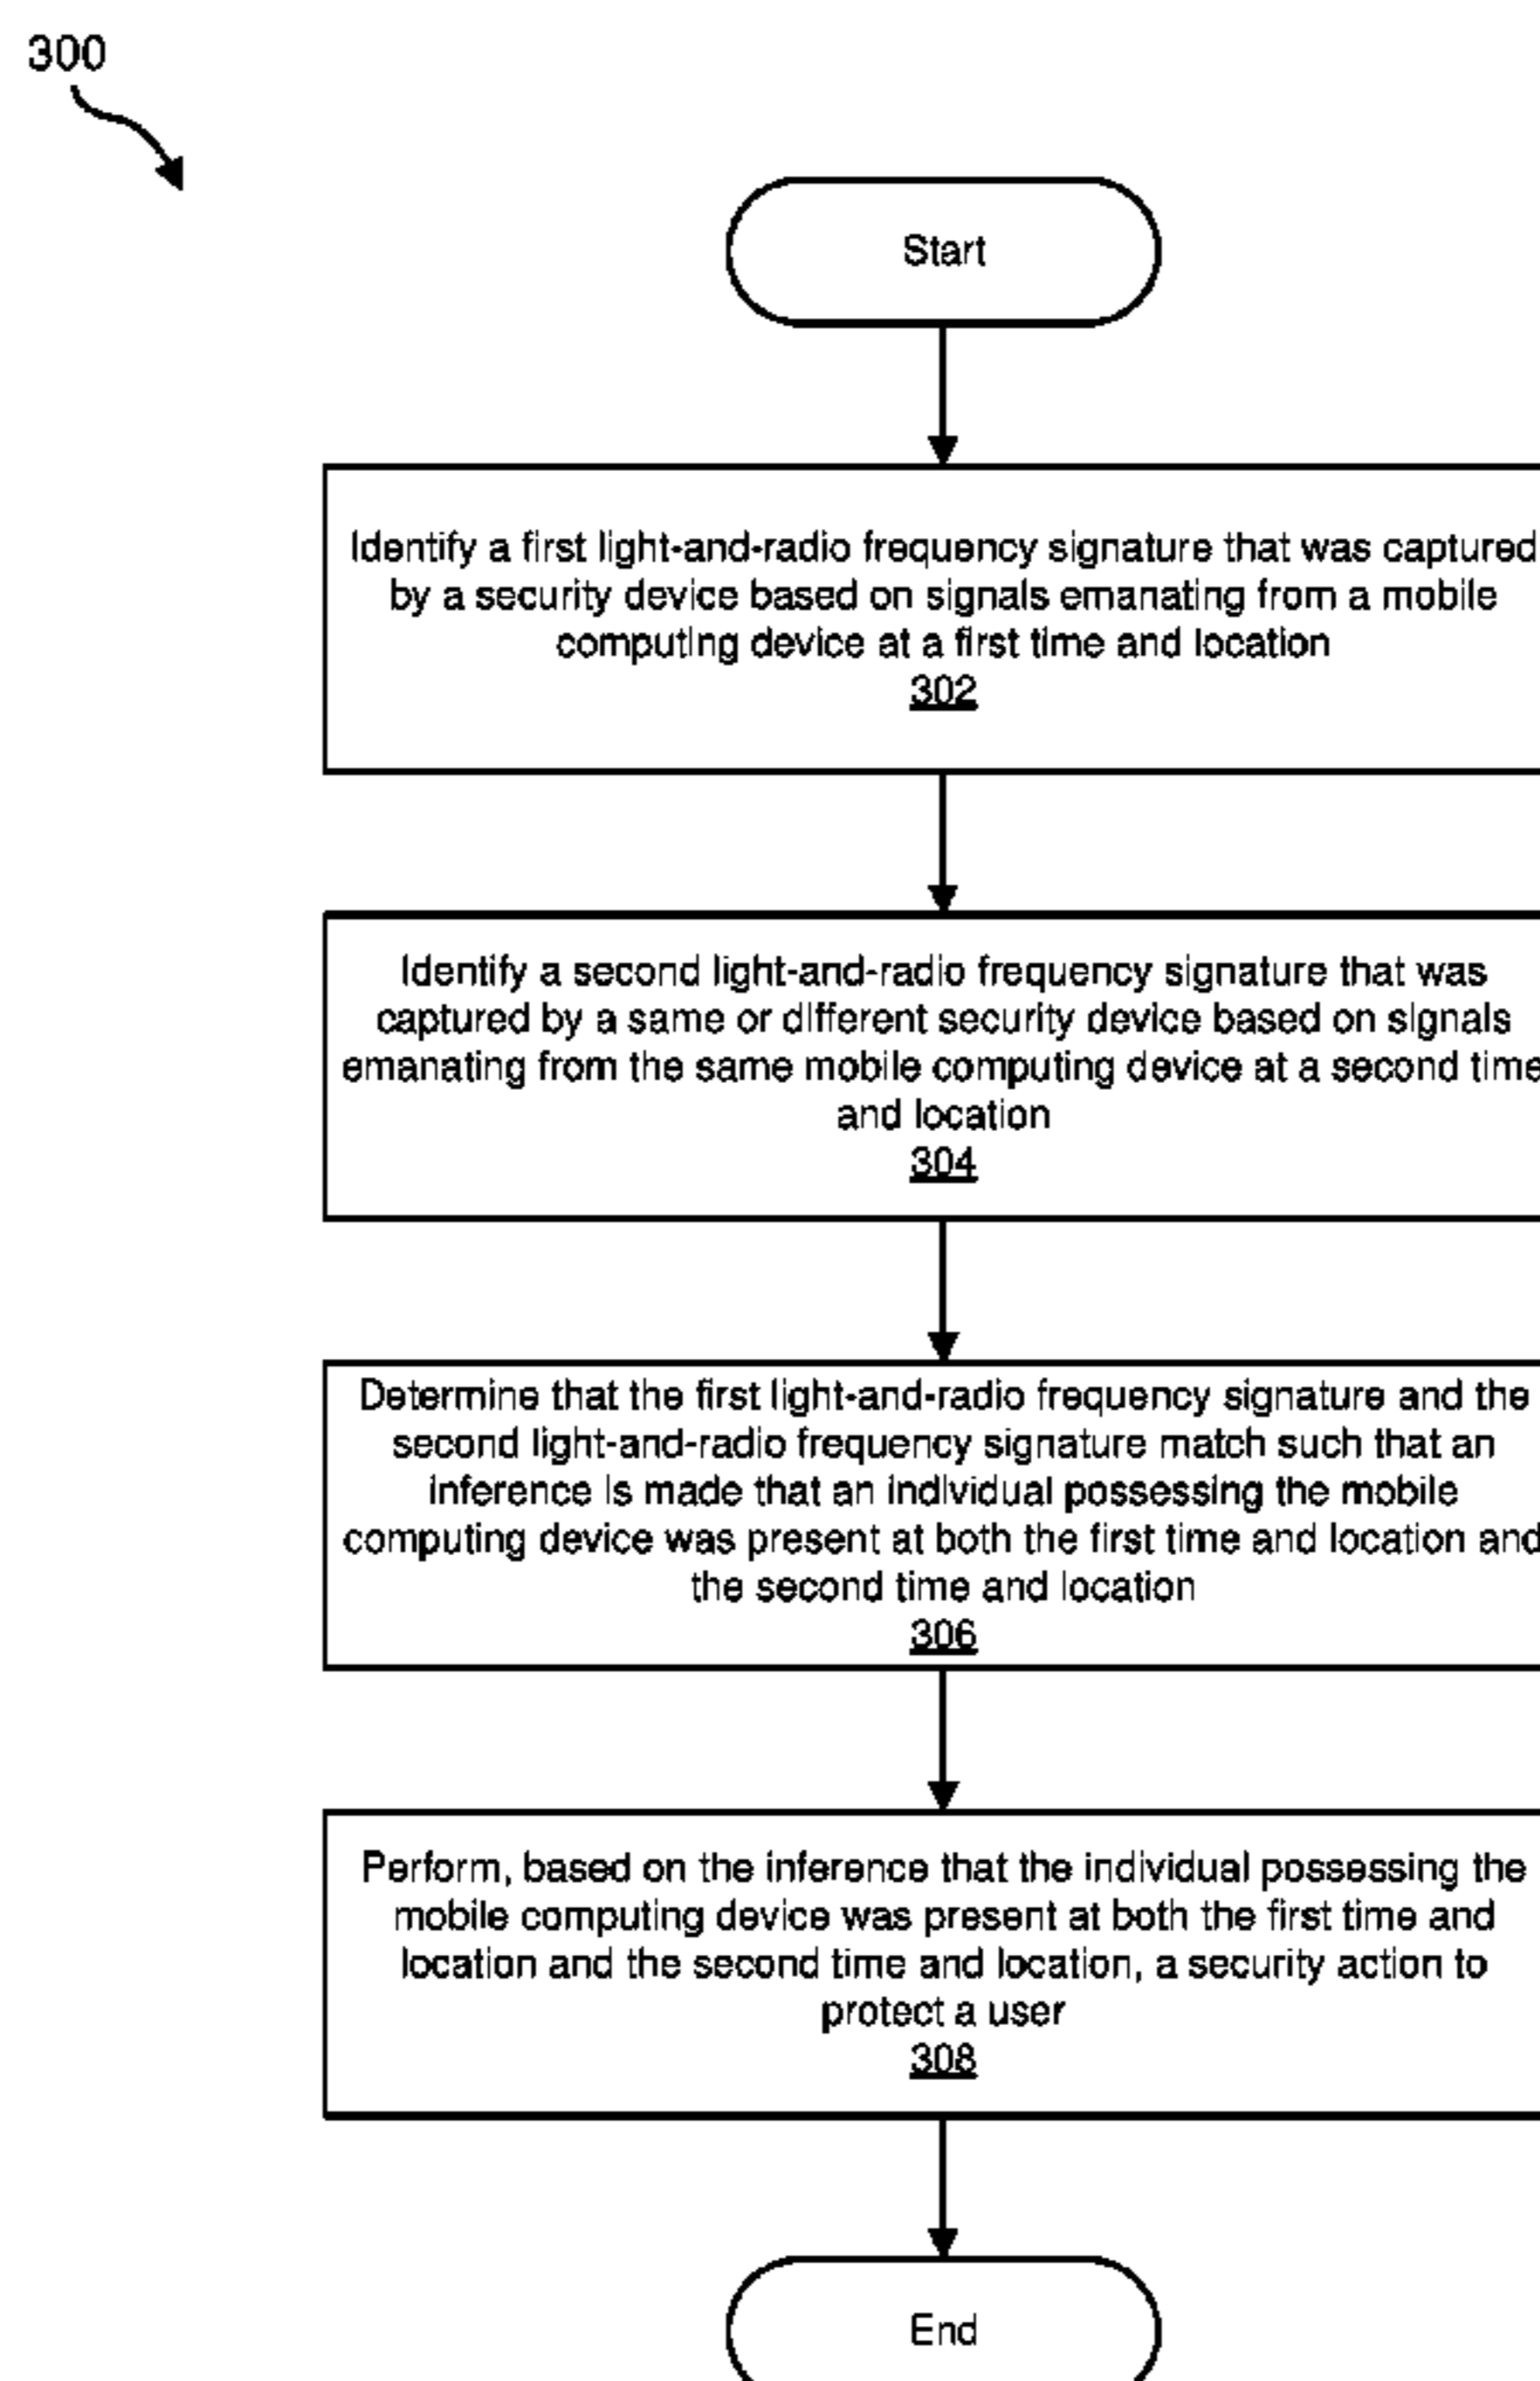 300
Start
Identify a first light-and-radio frequency signature that was captured
by a security device based on signals emanating from a mobile
computing device at a first time and location
302
Identify a second light-and-radio frequency signature that was
captured by a same or different security device based on signals
emanating from the same mobile computing device at a second time
and location
304
Determine that the first light-and-radio frequency signature and the
second light-and-radio frequency signature match such that an
inference is made that an individual possessing the mobile
computing device was present at both the first time and location and
the second time and location
306
Perform, based on the inference that the individual possessing the
mobile computing device was present at both the first time and
location and the second time and location, a security action to
protect a user
308
End